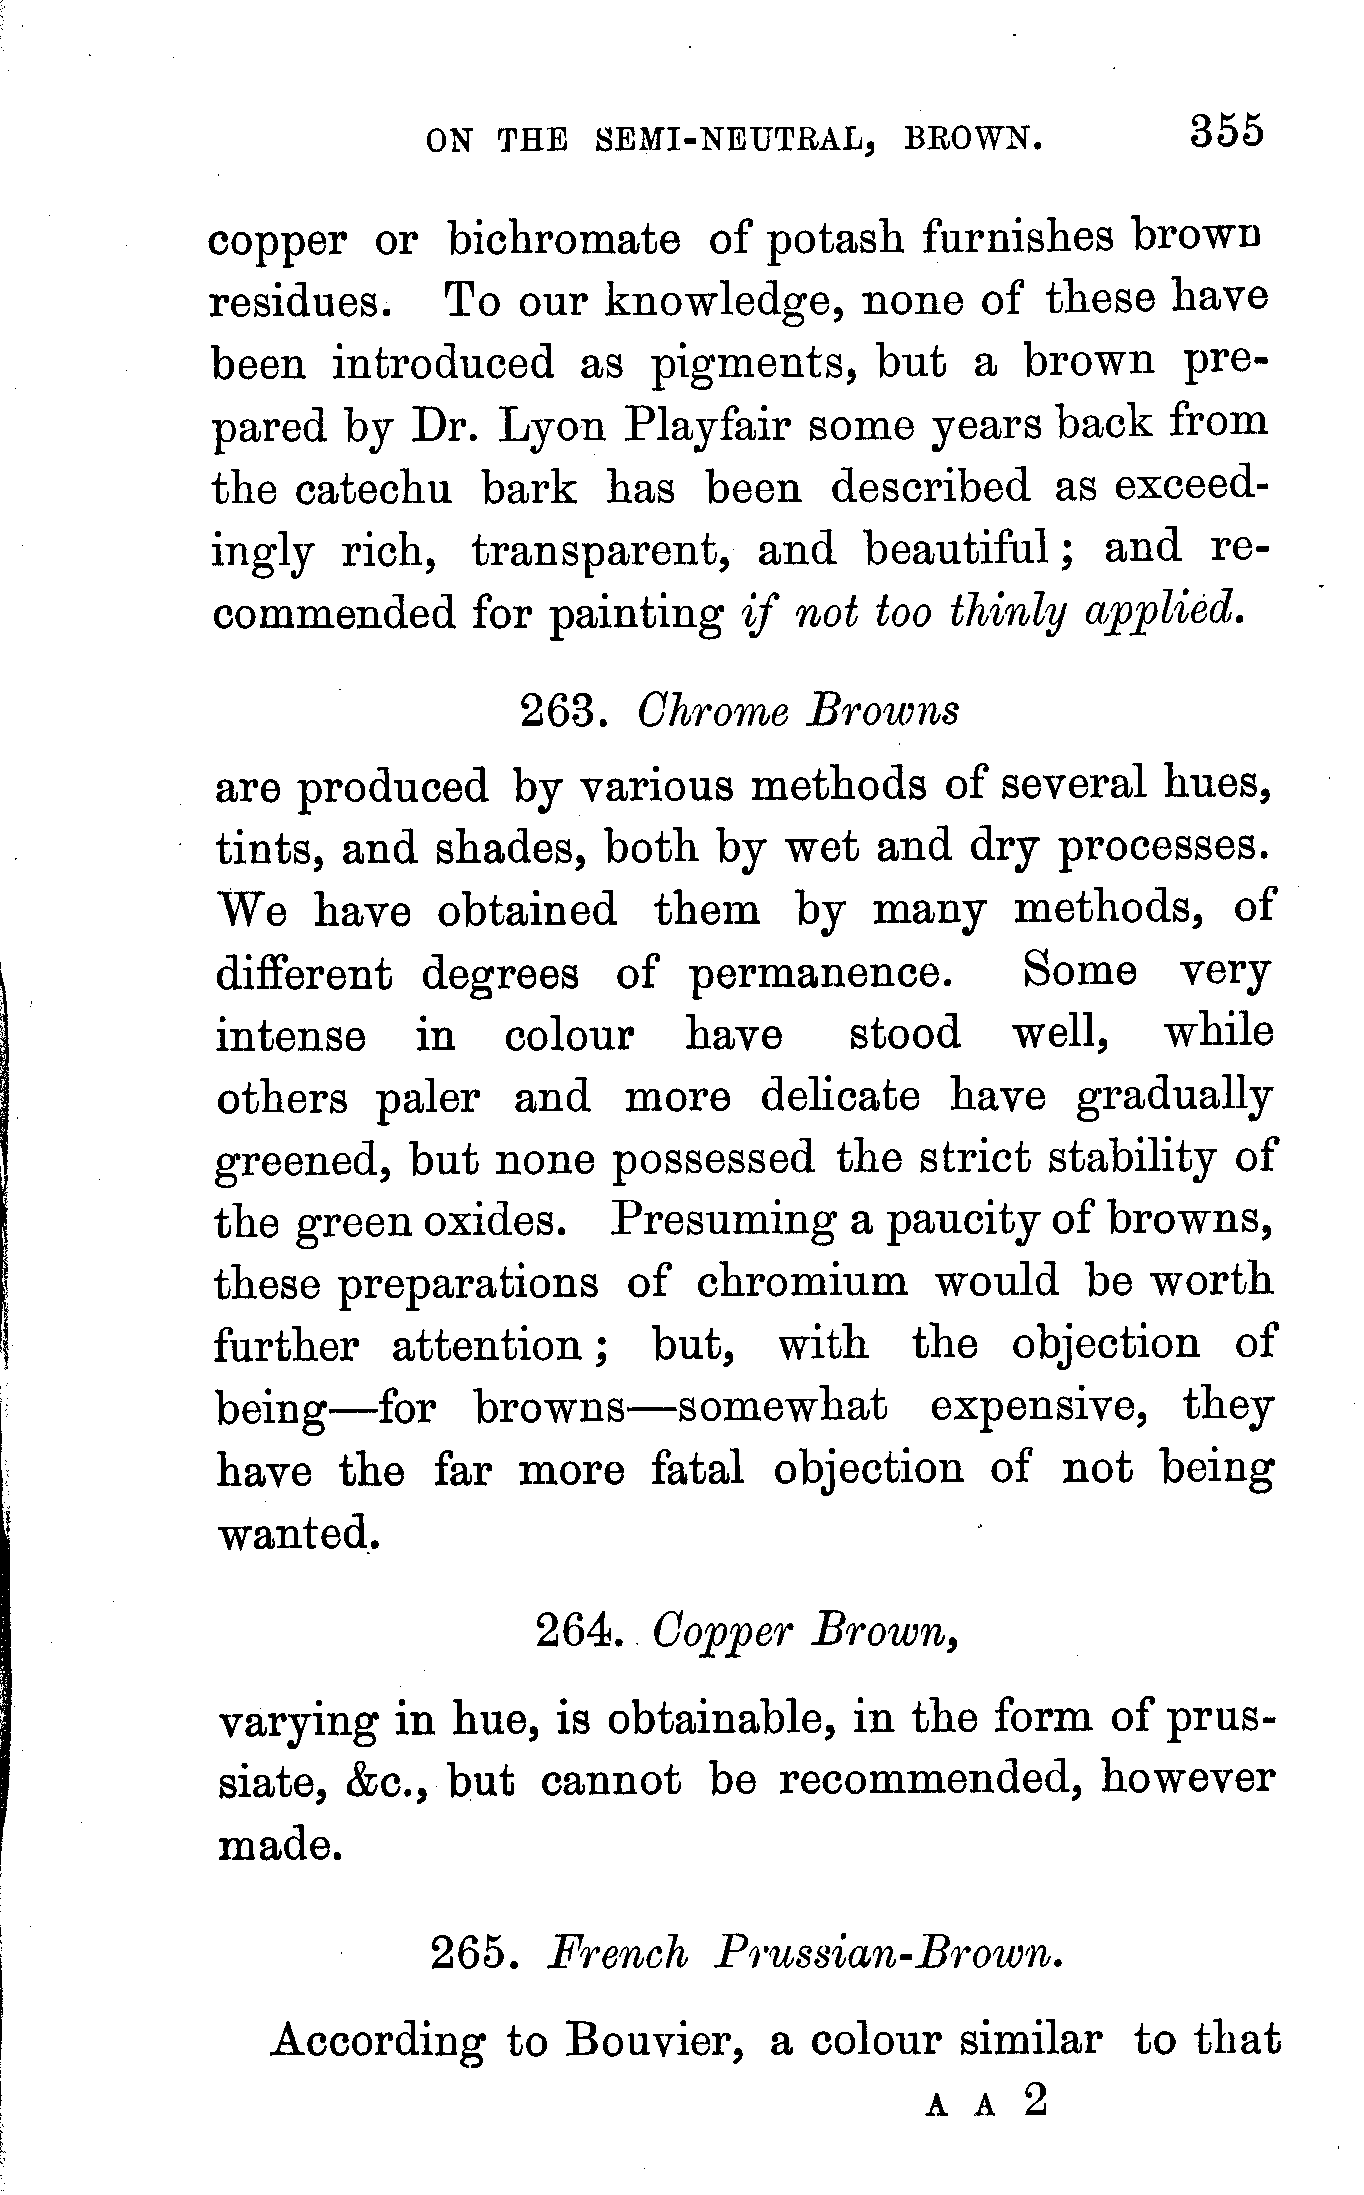 ON THE SEMI-NEUTRAL, BROWN. 355
copper or bichromate of potash furnishes brown
residues. To our knowledge, none of these have
been introduced as pigments, but a brown pre-
pared by Dr. Lyon Playfair some years back from
the catechu bark has been described as exceed-
ingly rich, transparent, and beautiful; and re-
commended for painting if not too thinly applied.
263. Chrome Browns
are produced by various methods of several hues,
tints, and shades, both by wet and dry processes.
We have obtained them by many methods, of
different degrees of permanence. Some very
intense in colour have stood well, while
others paler and more delicate have gradually
greened, but none possessed the strict stability of
the green oxides. Presuming a paucity of browns,
these preparations of chromium would be worth
further attention; but, with the objection of
being—for browns—somewhat expensive, they
have the far more fatal objection of not being
wanted.
264. Copper Brown,
varying in hue, is obtainable, in the form of prus-
siate, &c., but cannot be recommended, however
made.
265. French Prussian-Brown.
According to Bouvier, a colour similar to that
A A 2